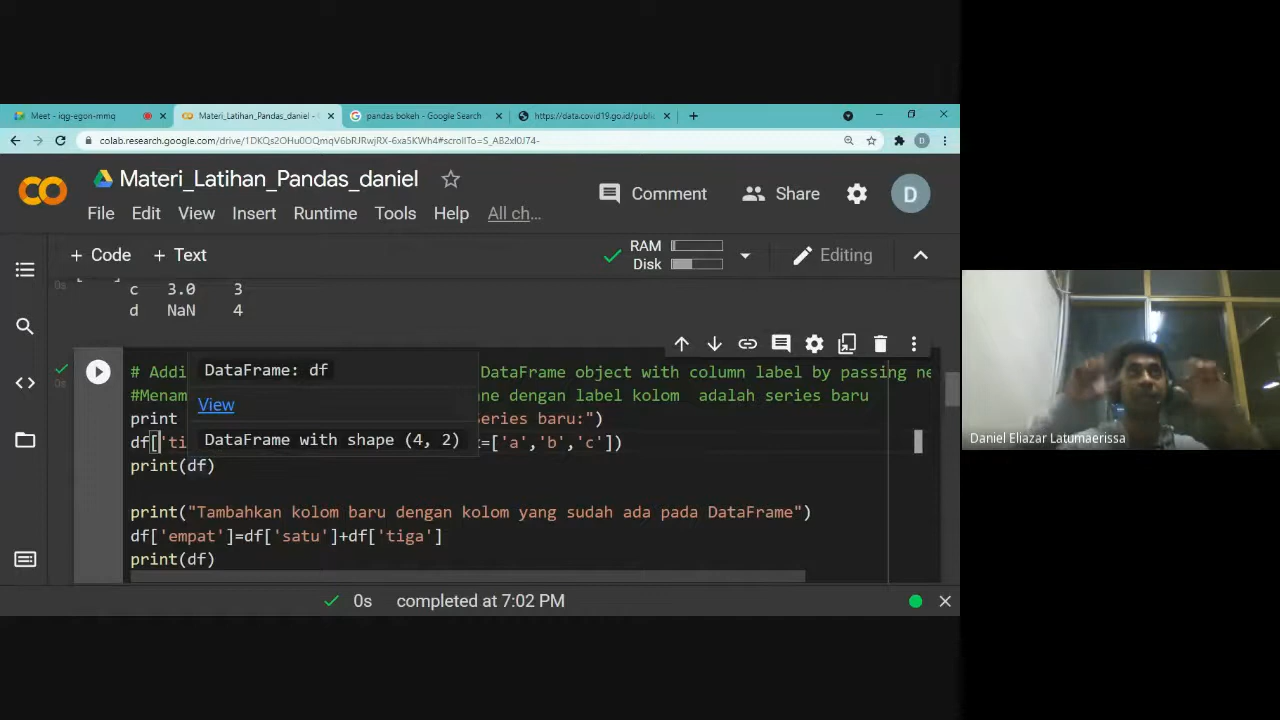 Meet - iqg-egon-mmq
Materi_Latihan_Pandas_daniel -
pandas bokeh - Google Search
https://data.covid19.go.id/public
colab.research.google.com/drive/1DKQs2OHu0OQmqV6bRJRwjRX-6xa5KWh4#scrollTo=S_AB2xl0J74-
D
Materi_Latihan_Pandas_daniel
Comment
Share
D
File Edit View Insert Runtime Tools Help All ch...
+ Code + Text
RAM
Disk
Editing
0s
c 3.0 3
d NaN 4
0s
# Addi
DataFrame object with column label by passing ne
#Menam
ane dengan label kolom adalah series baru
print
series baru:")
df['ti
=['a','b','c'])
print(df)
DataFrame: df
View
DataFrame with shape (4, 2)
print("Tambahkan kolom baru dengan kolom yang sudah ada pada DataFrame")
df['empat']=df['satu']+df['tiga']
print(df)
0s completed at 7:02 PM
Daniel Eliazar Latumaerissa